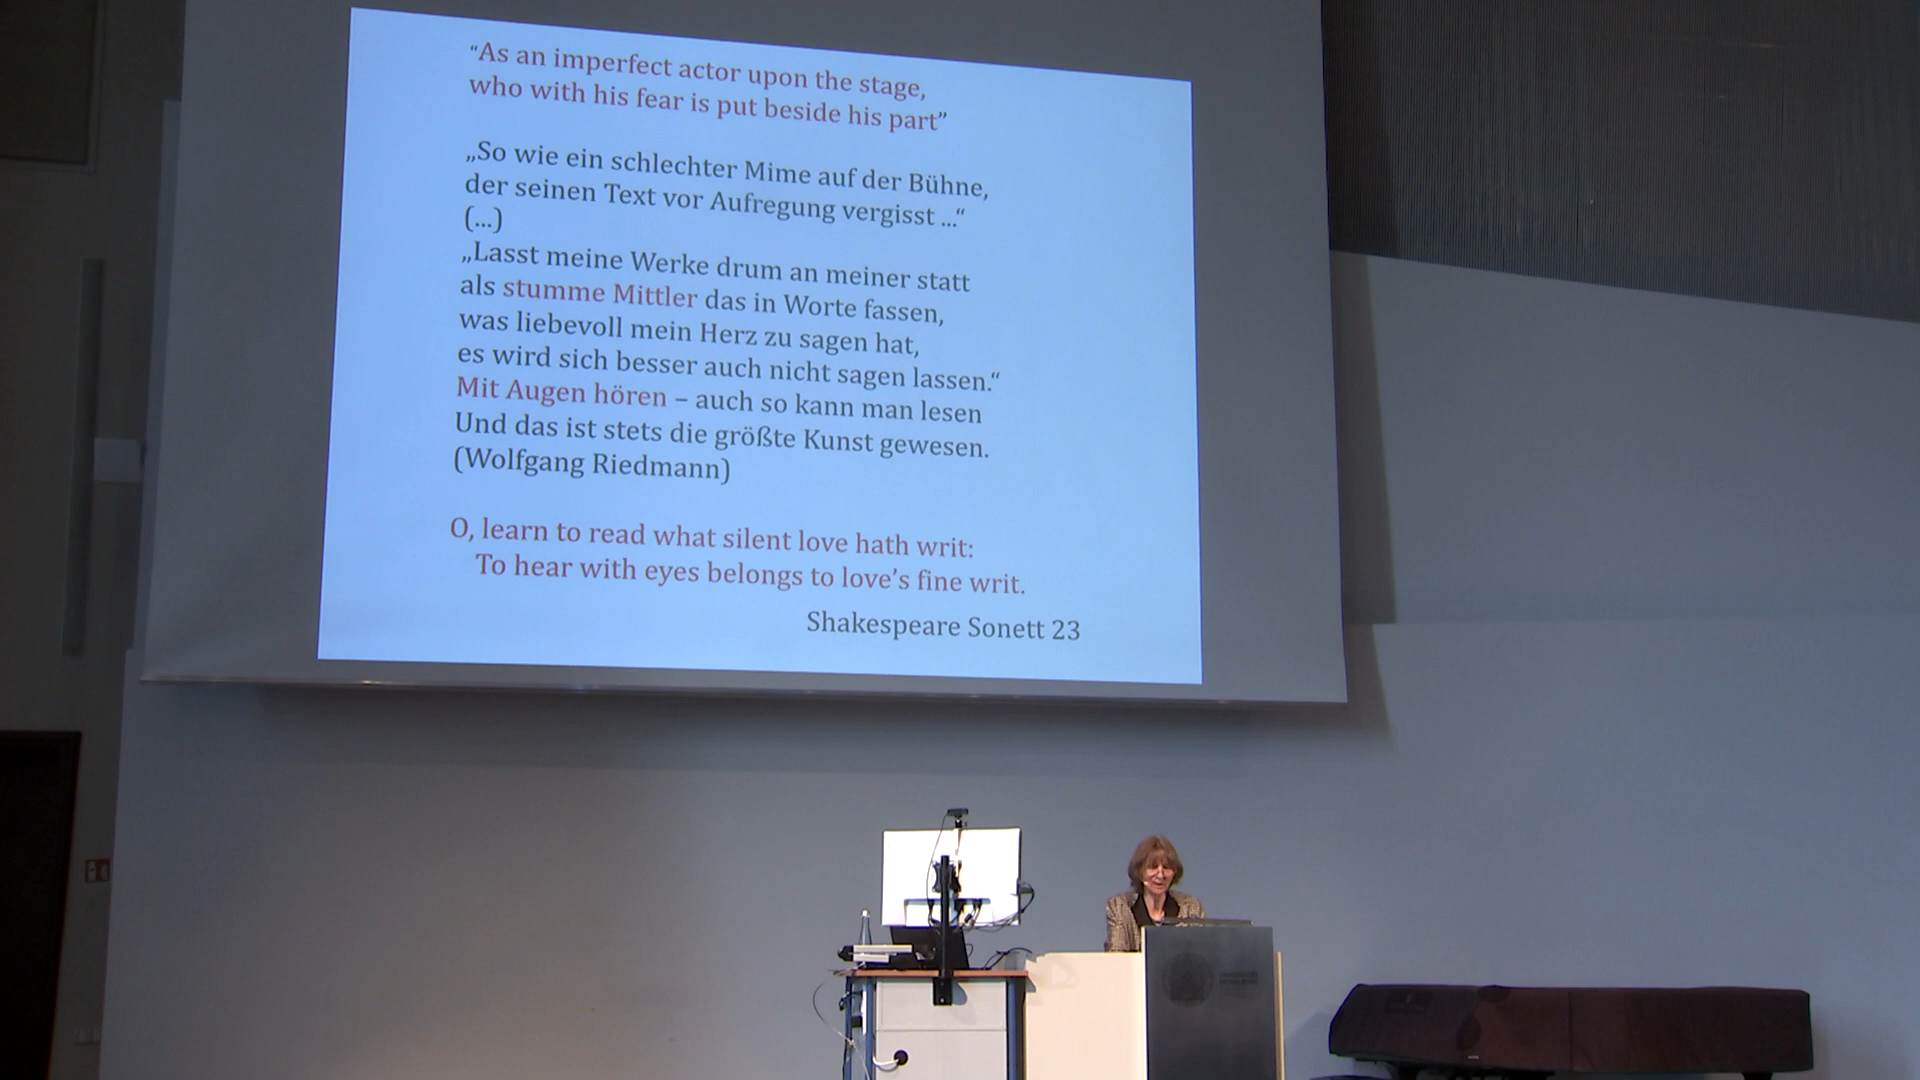 “As an imperfect actor upon the stage,
who with his fear is put beside his part”
„So wie ein schlechter Mime auf der Bühne,
der seinen Text vor Aufregung vergisst ...“
(...)
„Lasst meine Werke drum an meiner statt
als stumme Mittler das in Worte fassen,
was liebevoll mein Herz zu sagen hat,
es wird sich besser auch nicht sagen lassen.“
Mit Augen hören – auch so kann man lesen
Und das ist stets die größte Kunst gewesen.
(Wolfgang Riedmann)
O, learn to read what silent love hath writ:
To hear with eyes belongs to love’s fine writ.
Shakespeare Sonett 23